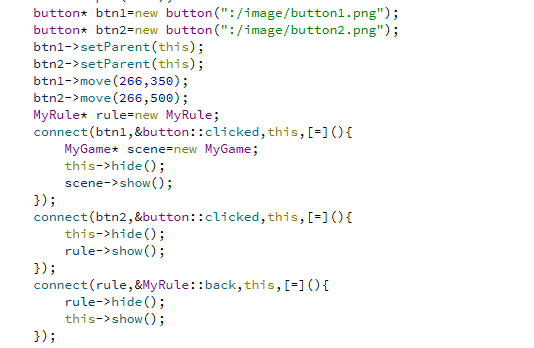 button* btn1=new button(":/image/button1.png");
button* btn2=new button(":/image/button2.png");
btn1->setParent(this);
btn2->setParent(this);
btn1->move(266,350);
btn2->move(266,500);
MyRule* rule=new MyRule;
connect(btn1,&button::clicked,this,[=](){
    MyGame* scene=new MyGame;
    this->hide();
    scene->show();
});
connect(btn2,&button::clicked,this,[=](){
    this->hide();
    rule->show();
});
connect(rule,&MyRule::back,this,[=](){
    rule->hide();
    this->show();
});